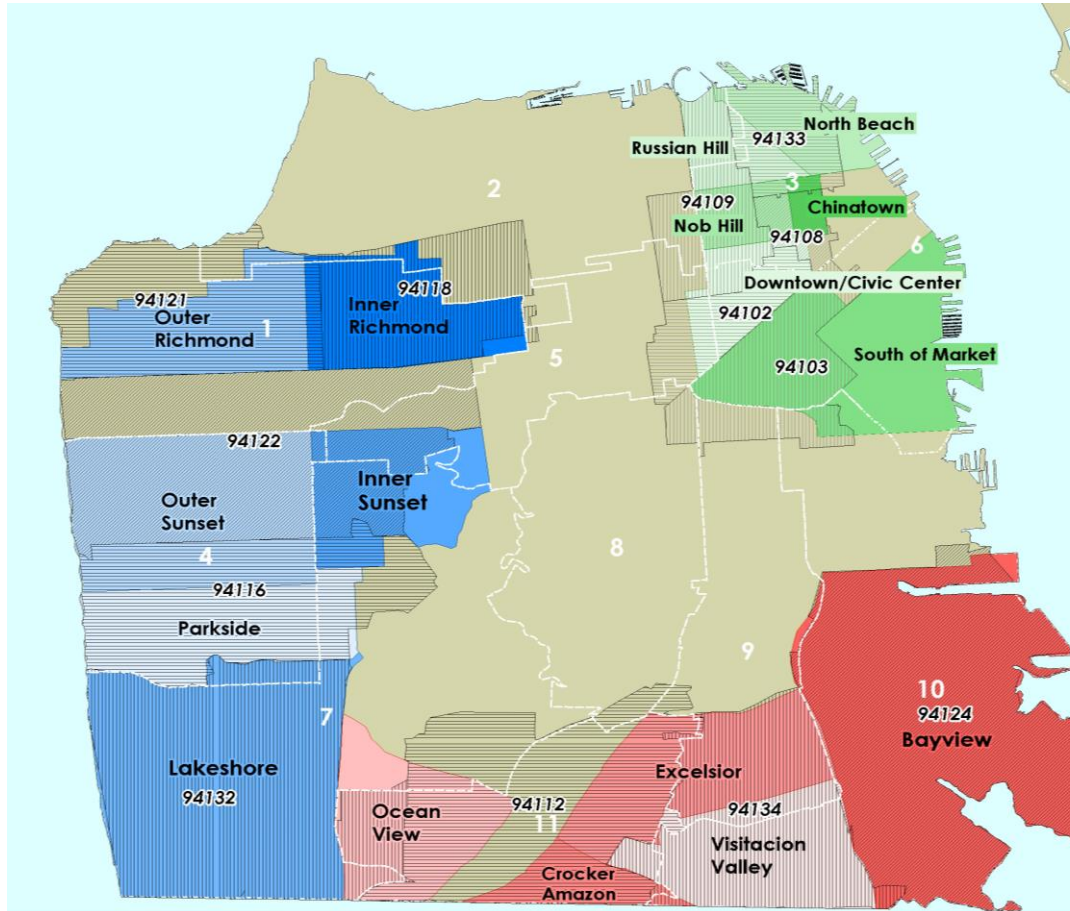 North Beach
94133
Russian Hill
2
3
94109
Chinatown
Nob Hill
94108
6
Downtown/Civic Center
94118
94121
Inner
Richmond
94102
Outer
Richmond
1
5
94103
South of Market
94122
Inner
Sunset
Outer
Sunset
8
4
94116
Parkside
9
10
94124
7
Bayview
Lakeshore
Excelsior
94132
94112
94134
Ocean
View
11
Visitacion
Valley
Crocker
Amazon